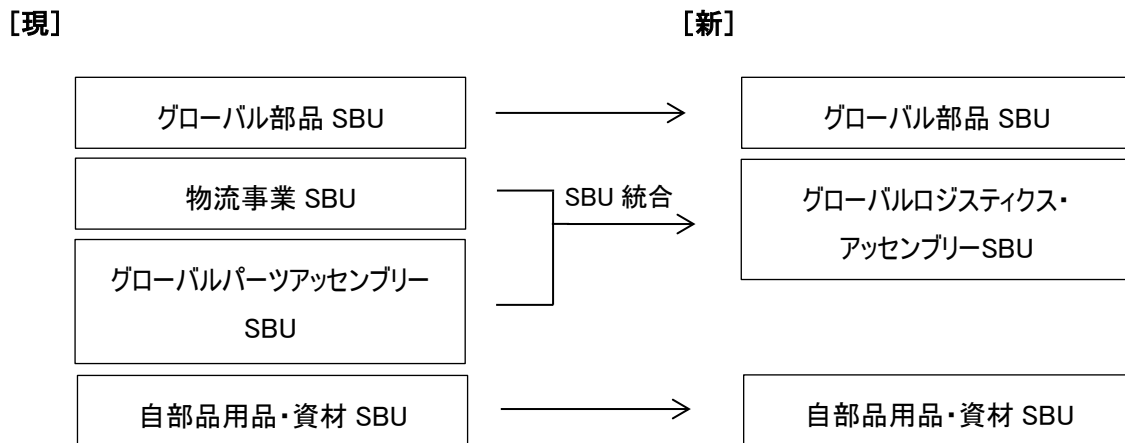 [現] [新]
グローバル部品 SBU グローバル部品 SBU
物流事業 SBU
SBU 統合
グローバルロジスティクス・
アッセンブリーSBU
グローバルパーツアッセンブリー
SBU
自部品用品・資材 SBU 自部品用品・資材 SBU